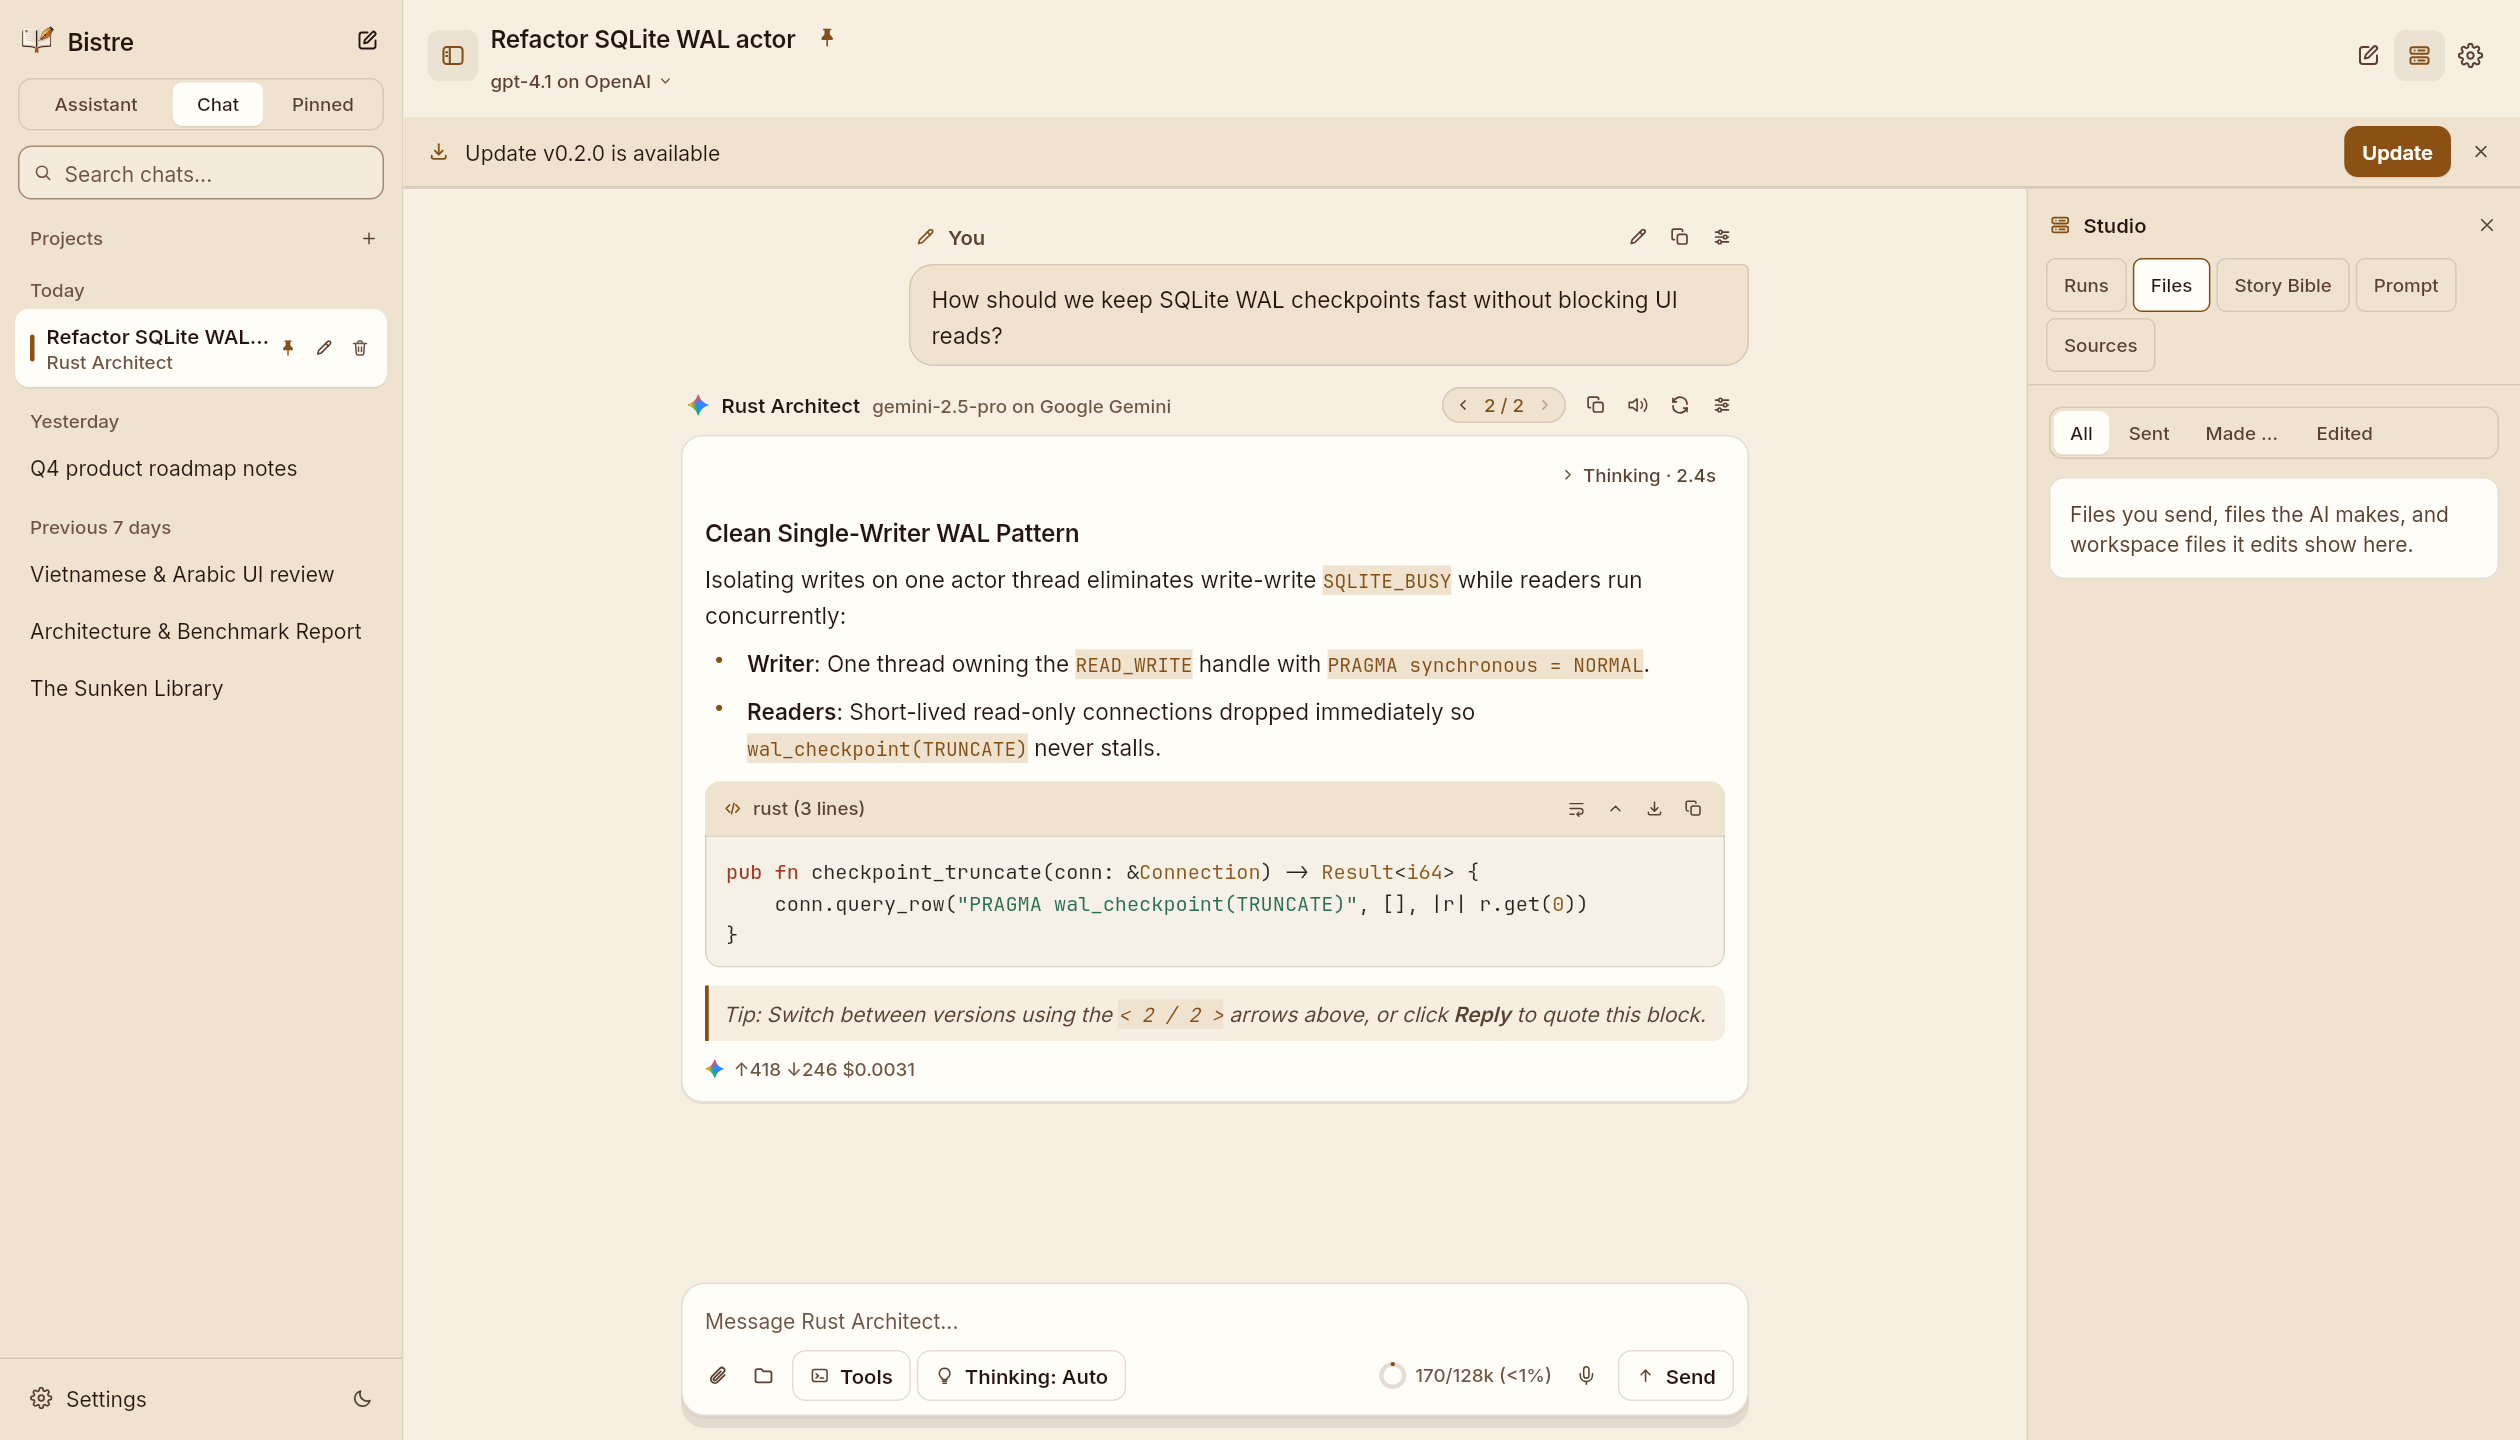 Bistre
Assistant
Chat
Pinned
Search chats...
Projects
Today
Refactor SQLite WAL...
Rust Architect
Yesterday
Q4 product roadmap notes
Previous 7 days
Vietnamese & Arabic UI review
Architecture & Benchmark Report
The Sunken Library
Settings
Refactor SQLite WAL actor
gpt-4.1 on OpenAI
Update v0.2.0 is available
Update
You
How should we keep SQLite WAL checkpoints fast without blocking UI
reads?
Rust Architect gemini-2.5-pro on Google Gemini
2 / 2
Thinking · 2.4s
Clean Single-Writer WAL Pattern
Isolating writes on one actor thread eliminates write-write SQLITE_BUSY while readers run
concurrently:
• Writer: One thread owning the READ_WRITE handle with PRAGMA synchronous = NORMAL.
• Readers: Short-lived read-only connections dropped immediately so
wal_checkpoint(TRUNCATE) never stalls.
rust (3 lines)
pub fn checkpoint_truncate(conn: &Connection) -> Result<i64> {
    conn.query_row("PRAGMA wal_checkpoint(TRUNCATE)", [], |r| r.get(0))
}
Tip: Switch between versions using the < 2 / 2 > arrows above, or click Reply to quote this block.
↑418 ↓246 $0.0031
Message Rust Architect...
Tools
Thinking: Auto
170/128k (<1%)
Send
Studio
Runs
Files
Story Bible
Prompt
Sources
All
Sent
Made ...
Edited
Files you send, files the AI makes, and
workspace files it edits show here.